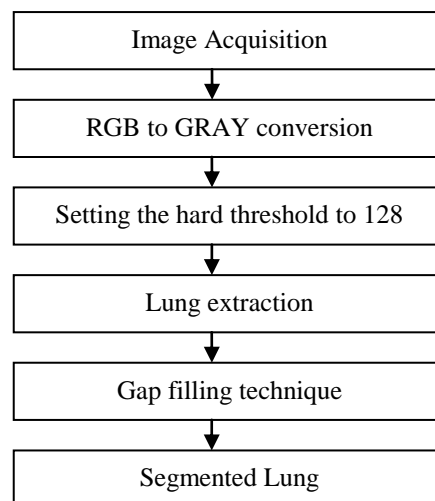 Image Acquisition
RGB to GRAY conversion
Setting the hard threshold to 128
Lung extraction
Gap filling technique
Segmented Lung